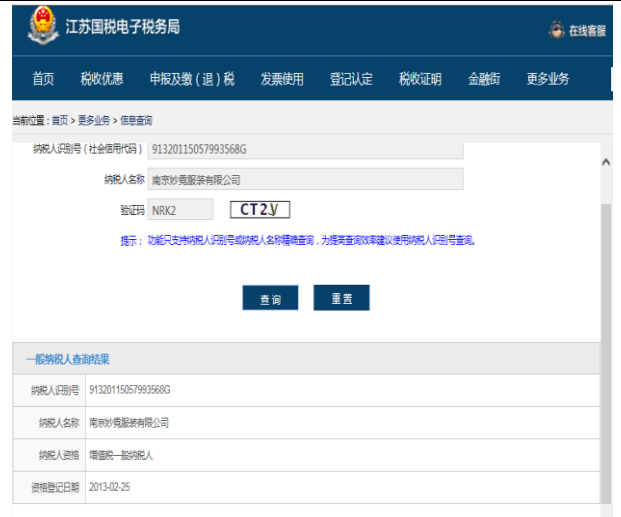 江苏国税电子税务局
在线客服
首页 税收优惠 申报及缴(退)税 发票使用 登记认定 税收证明 金融街 更多业务
当前位置:首页 > 更多业务 > 信息查询
纳税人识别号(社会信用代码) 91320115057993568G
纳税人名称 南京妙霓服装有限公司
验证码 NRK2 CT2Y
提示: 功能只支持纳税人识别号或纳税人名称精确查询,为提高查询效率建议使用纳税人识别号查询。
查询 重置
一般纳税人查询结果
纳税人识别号 91320115057993568G
纳税人名称 南京妙霓服装有限公司
纳税人资格 增值税一般纳税人
资格登记日期 2013-02-25